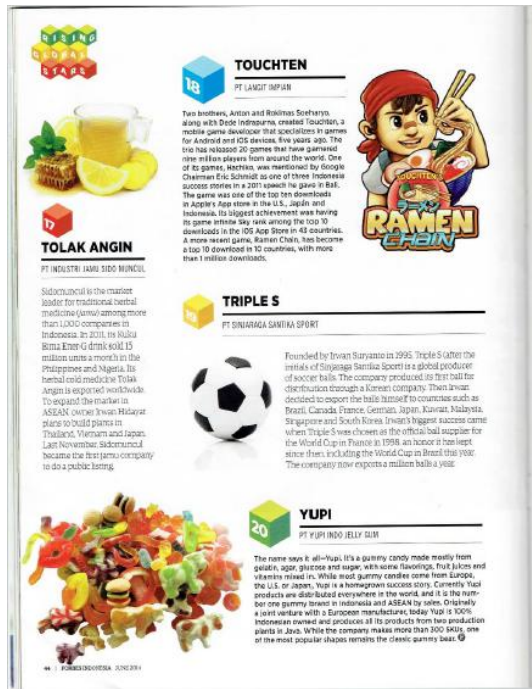 RISING
GLOBAL
STARS
18
TOUCHTEN
PT LANGIT IMPIAN
Two brothers, Anton and Rokimas Soeharyo,
along with Dede Indrapurna, created Touchten, a
mobile game developer that specializes in games
for Android and iOS devices, five years ago. The
trio has released 20 games that have garnered
nine million players from around the world. One
of its games, Hachiko, was mentioned by Google
Chairman Eric Schmidt as one of three Indonesia
success stories in a 2011 speech he gave in Bali.
The game was one of the top ten downloads
in Apple's App store in the U.S., Japan and
Indonesia. Its biggest achievement was having
its game Infinite Sky rank among the top 10
downloads in the iOS App Store in 43 countries.
A more recent game, Ramen Chain, has become
a top 10 download in 10 countries, with more
than 1 million downloads.
TOUCHTEN'S
ラーメン
RAMEN
CHAIN
17
TOLAK ANGIN
PT INDUSTRI JAMU SIDO MUNCUL
Sidomuncul is the market
leader for traditional herbal
medicine (jamu) among more
than 1,000 companies in
Indonesia. In 2011, its Kuku
Bima Ener-G drink sold 15
million units a month in the
Philippines and Nigeria. Its
herbal cold medicine Tolak
Angin is exported worldwide.
To expand the market in
ASEAN, owner Irwan Hidayat
plans to build plants in
Thailand, Vietnam and Japan.
Last November, Sidomuncul
became the first jamu company
to do a public listing.
19
TRIPLE S
PT SINJARAGA SANTIKA SPORT
Founded by Irwan Suryanto in 1995, Triple S (after the
initials of Sinjaraga Santika Sport) is a global producer
of soccer balls. The company produced its first ball for
distribution through a Korean company. Then Irwan
decided to export the balls himself to countries such as
Brazil, Canada, France, German, Japan, Kuwait, Malaysia,
Singapore and South Korea. Irwan's biggest success came
when Triple S was chosen as the official ball supplier for
the World Cup in France in 1998, an honor it has kept
since then, including the World Cup in Brazil this year.
The company now exports a million balls a year.
20
YUPI
PT YUPI INDO JELLY GUM
The name says it all—Yupi. It's a gummy candy made mostly from
gelatin, agar, glucose and sugar, with some flavorings, fruit juices and
vitamins mixed in. While most gummy candies come from Europe,
the U.S. or Japan, Yupi is a homegrown success story. Currently Yupi
products are distributed everywhere in the world, and it is the num-
ber one gummy brand in Indonesia and ASEAN by sales. Originally
a joint venture with a European manufacturer, today Yupi is 100%
Indonesian owned and produces all its products from two production
plants in Java. While the company makes more than 300 SKUs, one
of the most popular shapes remains the classic gummy bear.
44 | FORBES INDONESIA JUNE 2014